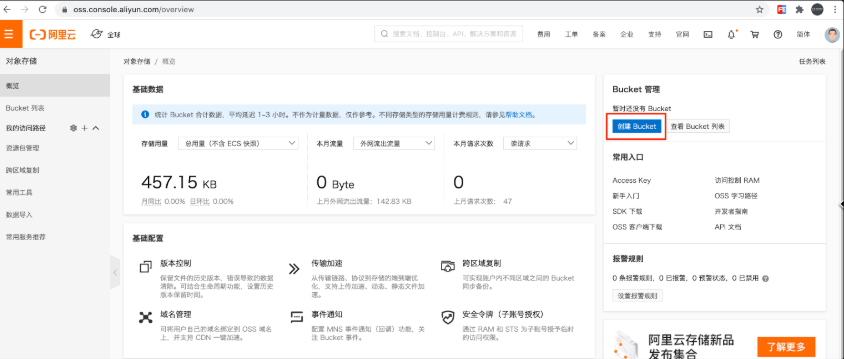 oss.console.aliyun.com/overview
阿里云
全球
搜索文档、控制台、API、解决方案和资源
费用 工单 备案 企业 支持 官网 简体
对象存储
概览
Bucket 列表
我的访问路径
资源包管理
跨区域复制
常用工具
数据导入
常用服务推荐
对象存储 / 概览
任务列表
基础数据
统计 Bucket 合计数据，平均延迟 1~3 小时。不作为计量数据，仅作参考。不同存储类型的存储用量计费规则，请参见帮助文档。
存储用量 总用量（不含 ECS 快照） 本月流量 外网流出流量 本月请求次数 读请求
457.15 KB 0 Byte 0
月同比 0.00% 日环比 0.00% 上月外网流出流量：142.83 KB 上月请求次数： 47
基础配置
版本控制
保留文件的历史版本，错误导致的数据
清除。可结合生命周期功能，设置历史
版本保留时间。
传输加速
从传输链路、协议到存储的端到端优
化，支持上传加速、动态、静态文件加
速。
跨区域复制
可实现账户内不同区域之间的 Bucket
同步备份。
域名管理
可将用户自己的域名绑定到 OSS 域名
上，并支持 CDN 一键加速。
事件通知
配置 MNS 事件通知（回调）功能，关
注 Bucket 事件。
安全令牌（子账号授权）
通过 RAM 和 STS 为子账号授予临时
的访问权限。
Bucket 管理
暂时还没有 Bucket
创建 Bucket 查看 Bucket 列表
常用入口
Access Key 访问控制 RAM
新手入门 OSS 学习路径
SDK 下载 开发者指南
OSS 客户端下载 API 文档
报警规则
0 条报警规则，0 已报警，0 预警状态，0 已禁用
设置报警规则
阿里云存储新品
发布集合
了解更多